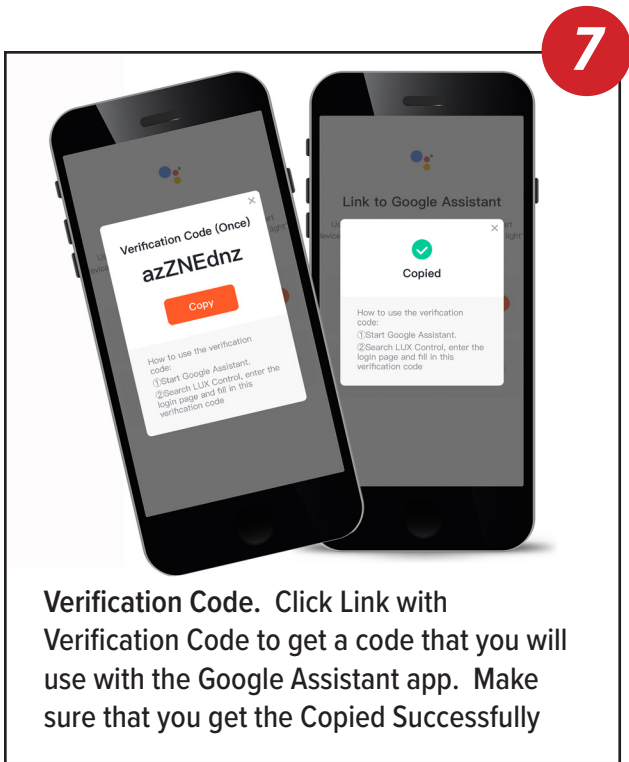 7
Verification Code (Once)
azZNEdnz
Copy
How to use the verification
code:
①Start Google Assistant.
②Search LUX Control, enter the
login page and fill in this
verification code
Link to Google Assistant
Copied
How to use the verification
code:
①Start Google Assistant.
②Search LUX Control, enter the
login page and fill in this
verification code
Verification Code.  Click Link with
Verification Code to get a code that you will
use with the Google Assistant app.  Make
sure that you get the Copied Successfully